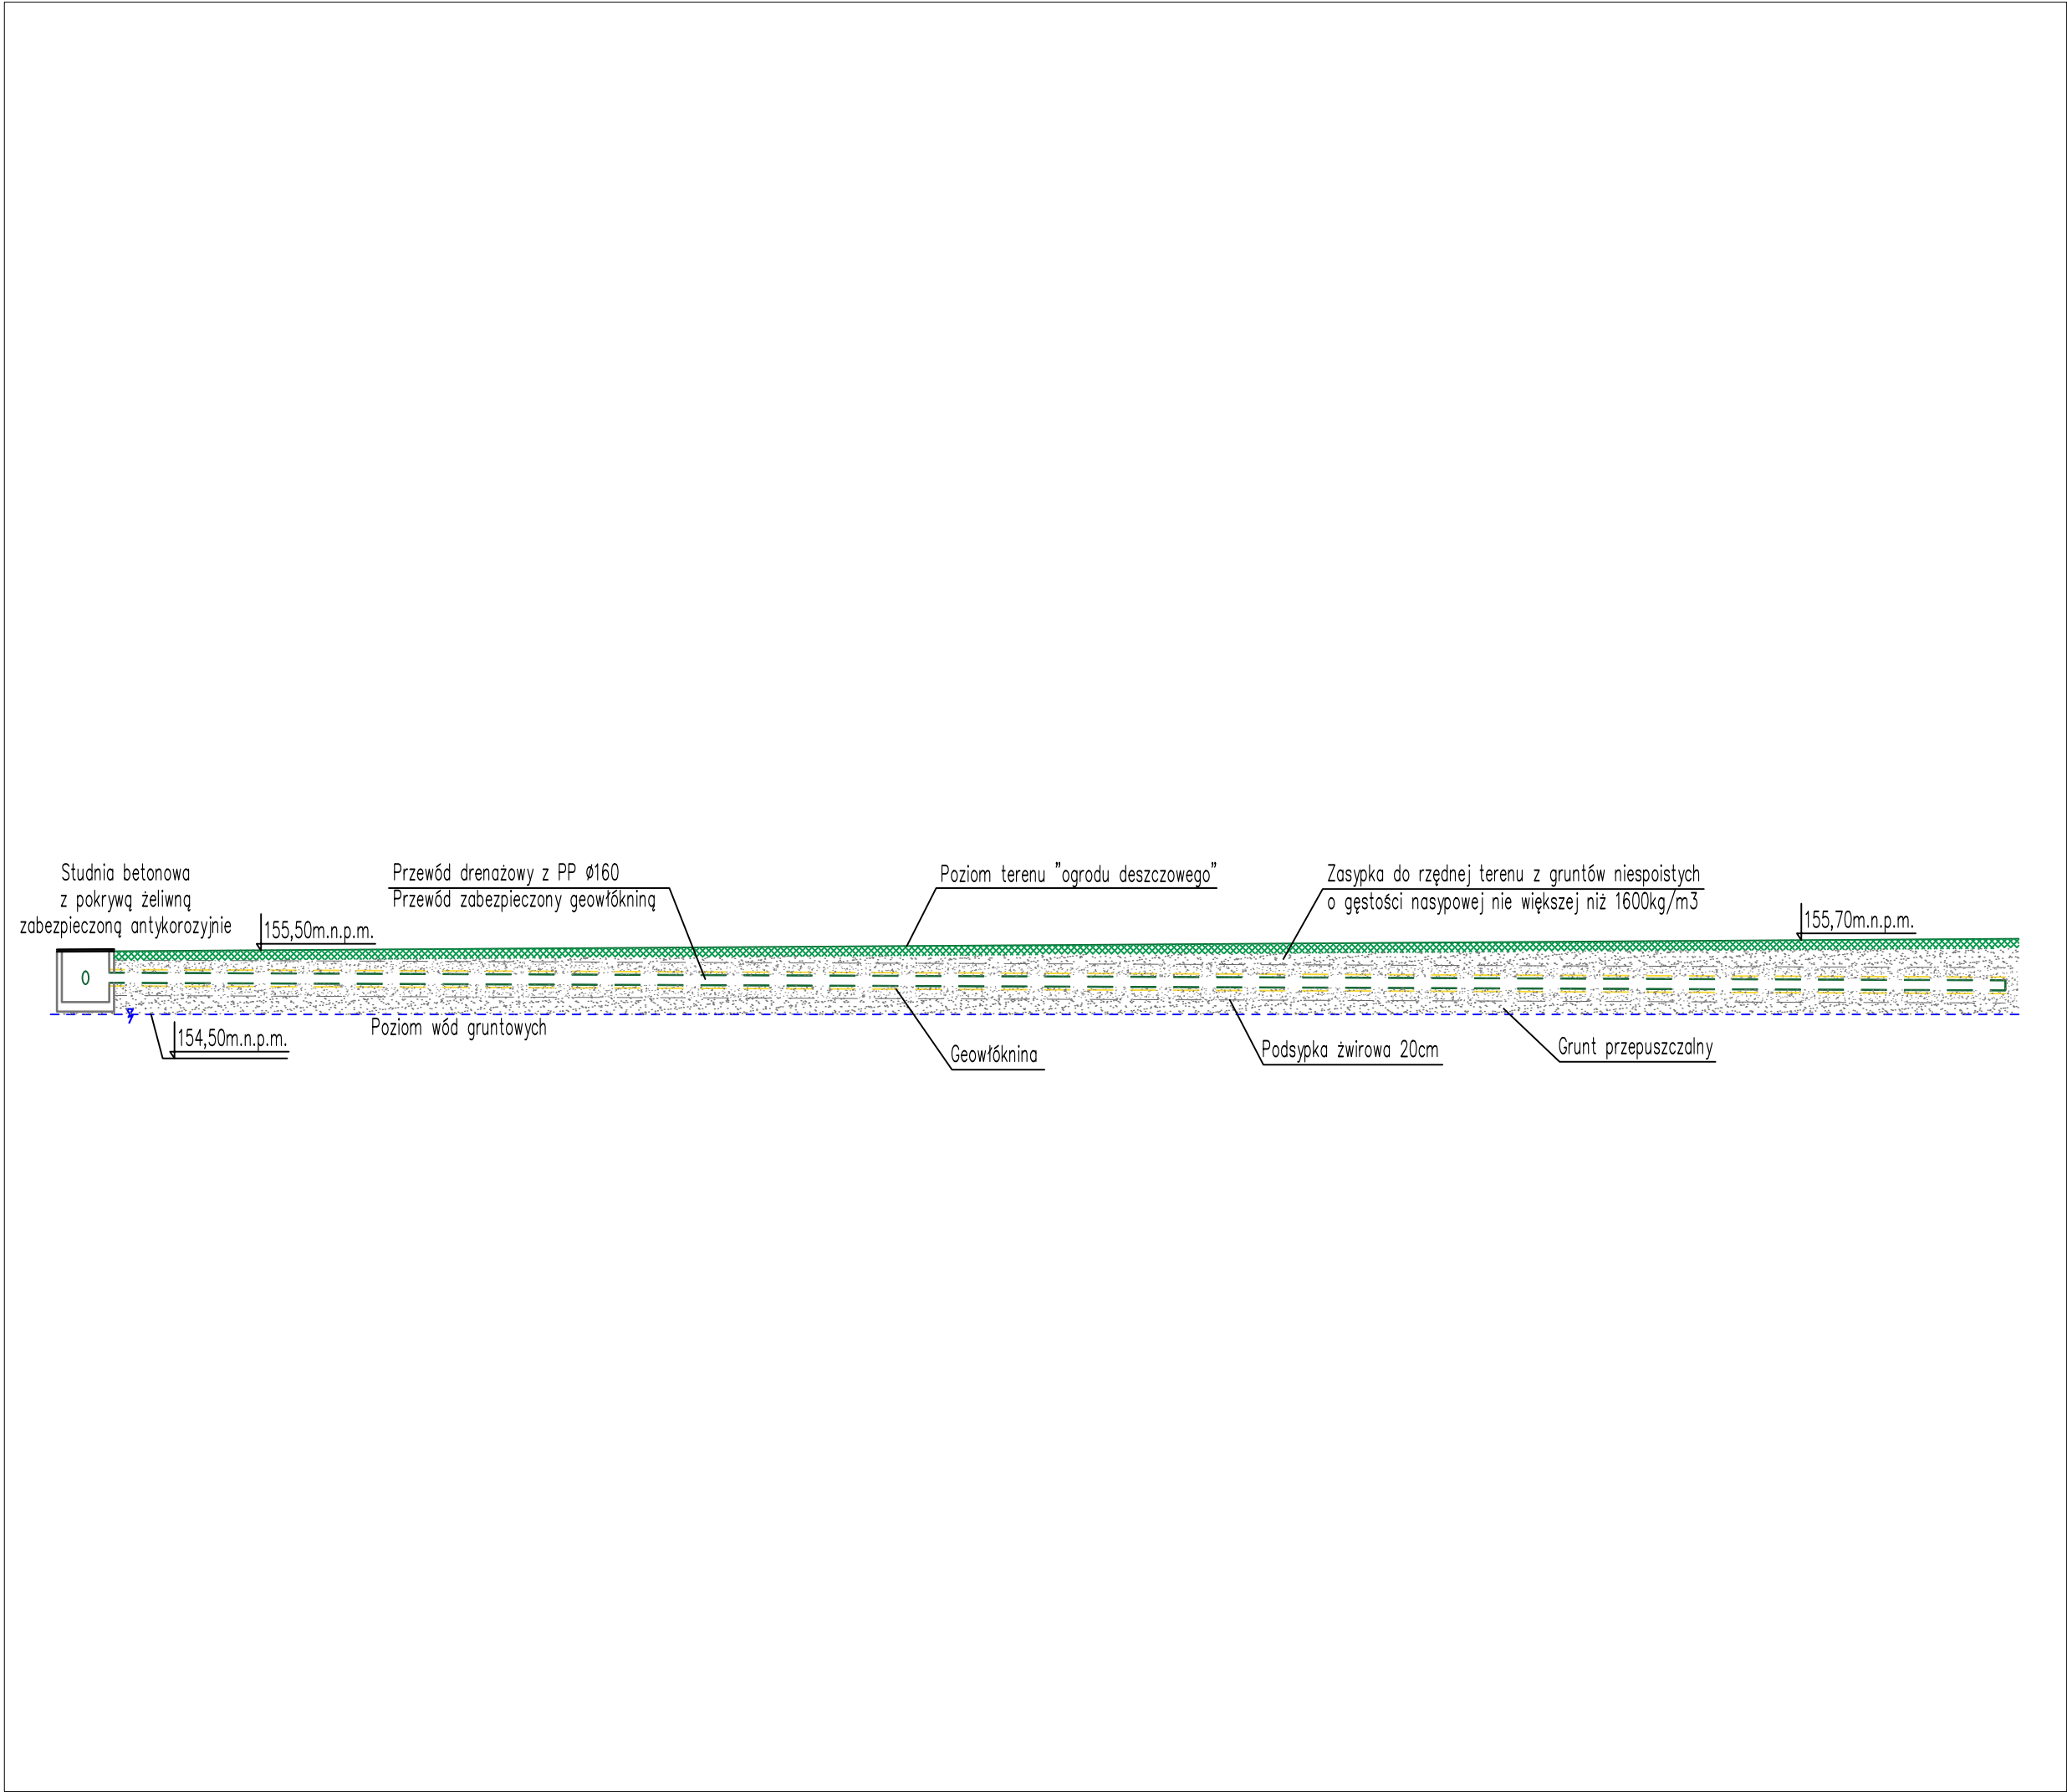 Studnia betonowa
z pokrywą żeliwną
zabezpieczoną antykorozyjnie
155,50m.n.p.m.
Przewód drenażowy z PP Ø160
Przewód zabezpieczony geowłókniną
Poziom terenu "ogrodu deszczowego"
Zasypka do rzędnej terenu z gruntów niespoistych
o gęstości nasypowej nie większej niż 1600kg/m3
155,70m.n.p.m.
154,50m.n.p.m.
Poziom wód gruntowych
Geowłóknina
Podsypka żwirowa 20cm
Grunt przepuszczalny